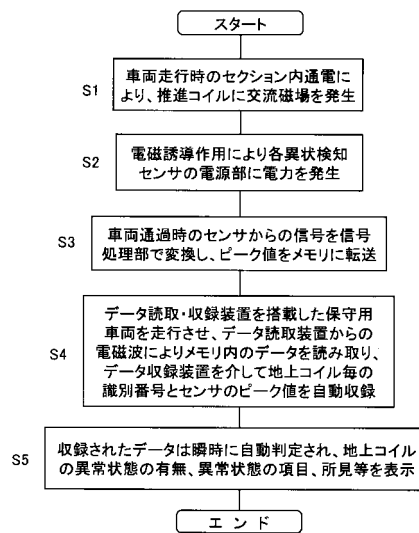 スタート
S1
車両走行時のセクション内通電に
より、推進コイルに交流磁場を発生
S2
電磁誘導作用により各異状検知
センサの電源部に電力を発生
S3
車両通過時のセンサからの信号を信号
処理部で変換し、ピーク値をメモリに転送
S4
データ読取・収録装置を搭載した保守用
車両を走行させ、データ読取装置からの
電磁波によりメモリ内のデータを読み取り、
データ収録装置を介して地上コイル毎の
識別番号とセンサのピーク値を自動収録
S5
収録されたデータは瞬時に自動判定され、地上コイル
の異常状態の有無、異常状態の項目、所見等を表示
エンド